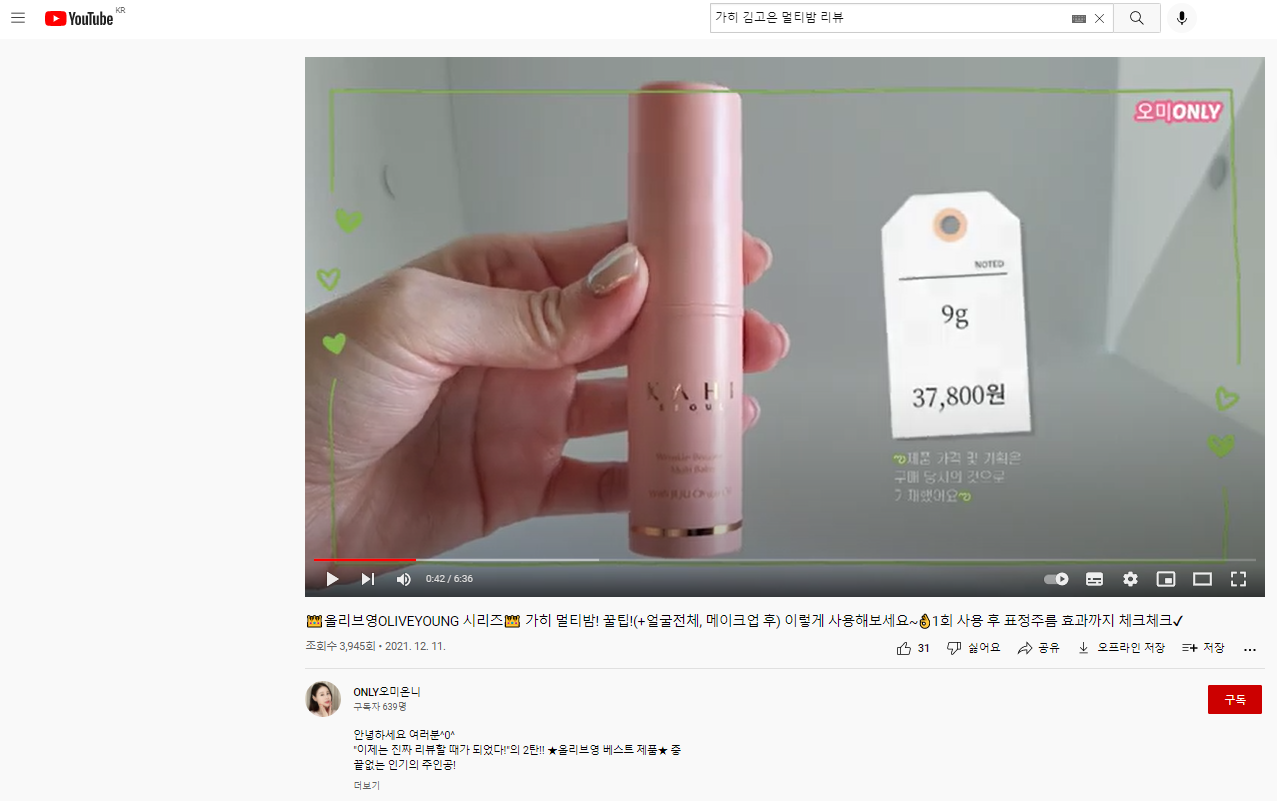 YouTube KR
가히 김고은 멀티밤 리뷰
오미ONLY
NOTED
9g
37,800원
KAHI
SEOUL
Wrinkle Bounce
Multi Balm
제품 가격 및 기획은
구매 당시의 것으로
기재했어요
0:42 / 6:36
올리브영OLIVEYOUNG 시리즈 가히 멀티밤! 꿀팁!(+얼굴전체, 메이크업 후) 이렇게 사용해보세요~1회 사용 후 표정주름 효과까지 체크체크✔
조회수 3,945회 • 2021. 12. 11.
31 싫어요 공유 오프라인 저장 저장 ...
ONLY오미온니
구독자 639명
구독
안녕하세요 여러분^0^
"이제는 진짜 리뷰할 때가 되었다!"의 2탄!! ★올리브영 베스트 제품★ 중
끝없는 인기의 주인공!
더보기